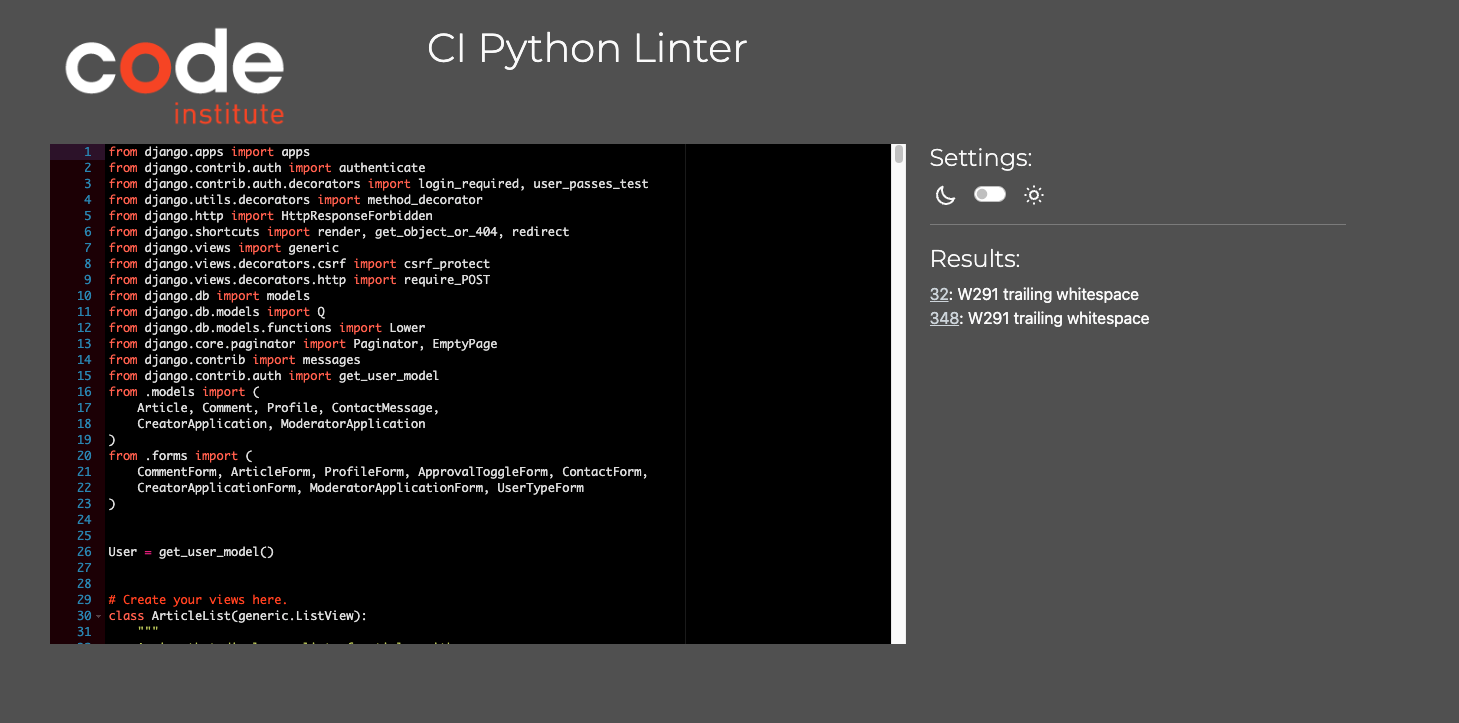 code
institute
CI Python Linter
1 from django.apps import apps
2 from django.contrib.auth import authenticate
3 from django.contrib.auth.decorators import login_required, user_passes_test
4 from django.utils.decorators import method_decorator
5 from django.http import HttpResponseForbidden
6 from django.shortcuts import render, get_object_or_404, redirect
7 from django.views import generic
8 from django.views.decorators.csrf import csrf_protect
9 from django.views.decorators.http import require_POST
10 from django.db import models
11 from django.db.models import Q
12 from django.db.models.functions import Lower
13 from django.core.paginator import Paginator, EmptyPage
14 from django.contrib import messages
15 from django.contrib.auth import get_user_model
16 from .models import (
17     Article, Comment, Profile, ContactMessage,
18     CreatorApplication, ModeratorApplication
19 )
20 from .forms import (
21     CommentForm, ArticleForm, ProfileForm, ApprovalToggleForm, ContactForm,
22     CreatorApplicationForm, ModeratorApplicationForm, UserTypeForm
23 )
24
25
26 User = get_user_model()
27
28
29 # Create your views here.
30 class ArticleList(generic.ListView):
31     """
Settings:
Results:
32: W291 trailing whitespace
348: W291 trailing whitespace